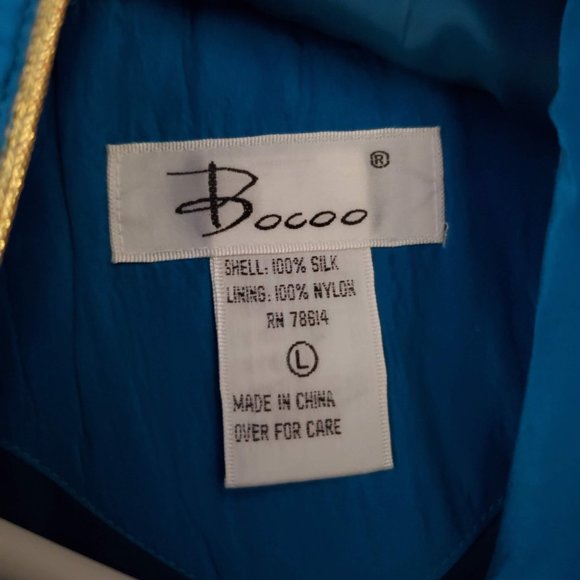 Bocoo ®
SHELL: 100% SILK
LINING: 100% NYLON
RN 78614
L
MADE IN CHINA
OVER FOR CARE